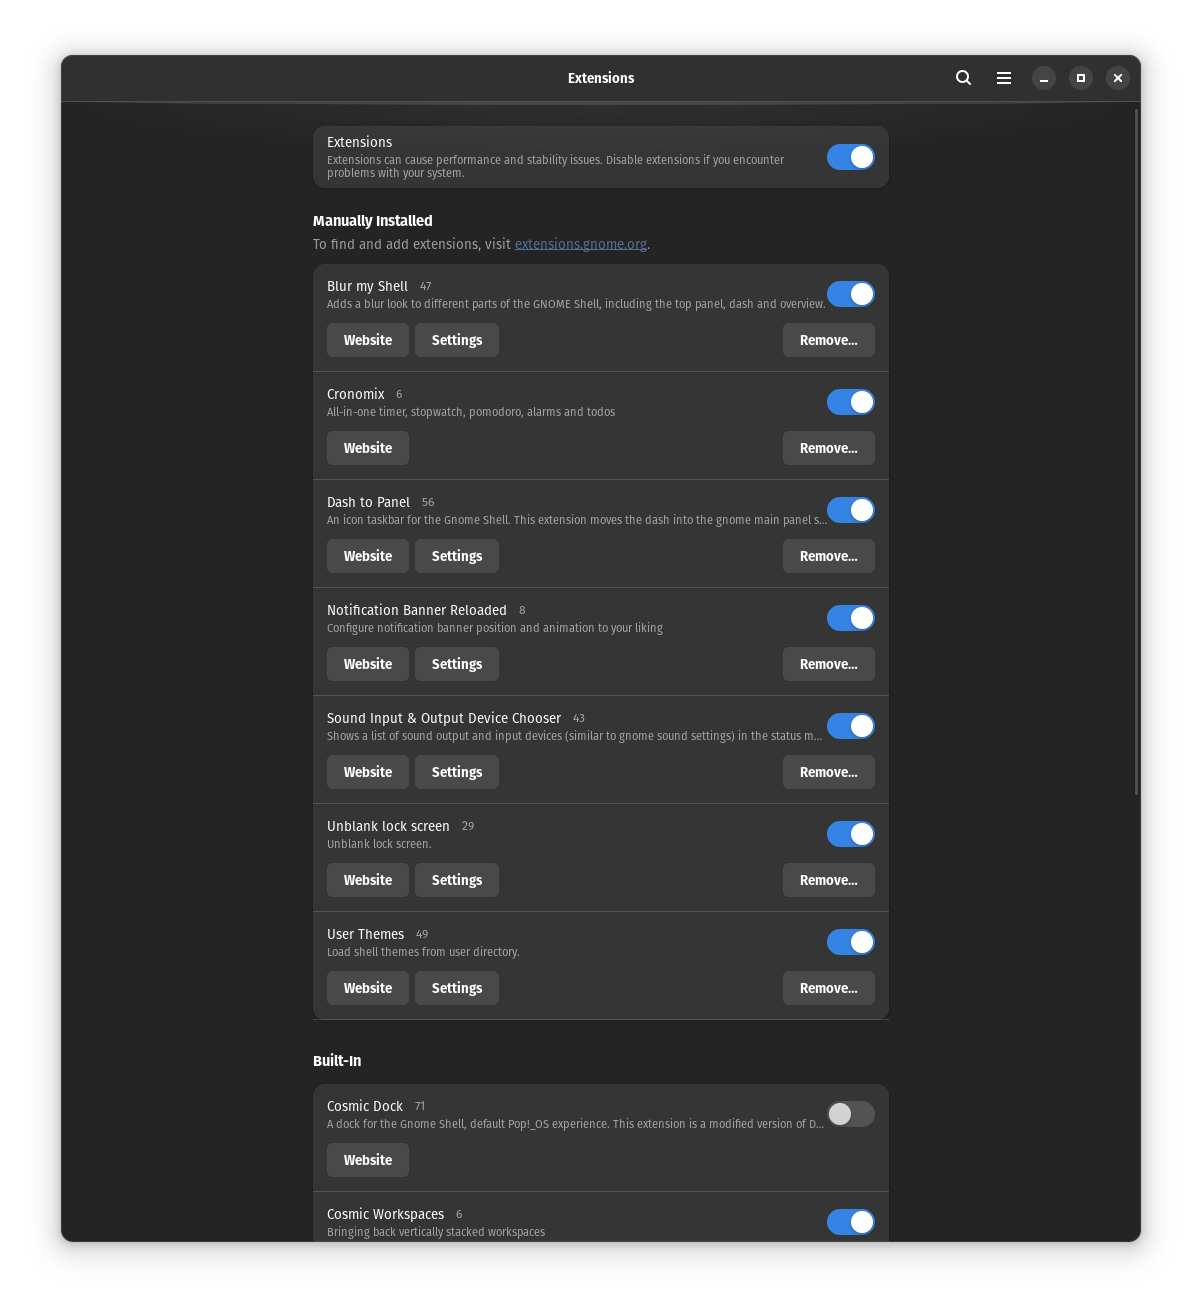 Extensions
Extensions
Extensions can cause performance and stability issues. Disable extensions if you encounter
problems with your system.
Manually Installed
To find and add extensions, visit extensions.gnome.org.
Blur my Shell 47
Adds a blur look to different parts of the GNOME Shell, including the top panel, dash and overview.
Website Settings Remove...
Cronomix 6
All-in-one timer, stopwatch, pomodoro, alarms and todos
Website Remove...
Dash to Panel 56
An icon taskbar for the Gnome Shell. This extension moves the dash into the gnome main panel s...
Website Settings Remove...
Notification Banner Reloaded 8
Configure notification banner position and animation to your liking
Website Settings Remove...
Sound Input & Output Device Chooser 43
Shows a list of sound output and input devices (similar to gnome sound settings) in the status m...
Website Settings Remove...
Unblank lock screen 29
Unblank lock screen.
Website Settings Remove...
User Themes 49
Load shell themes from user directory.
Website Settings Remove...
Built-In
Cosmic Dock 71
A dock for the Gnome Shell, default Pop!_OS experience. This extension is a modified version of D...
Website
Cosmic Workspaces 6
Bringing back vertically stacked workspaces